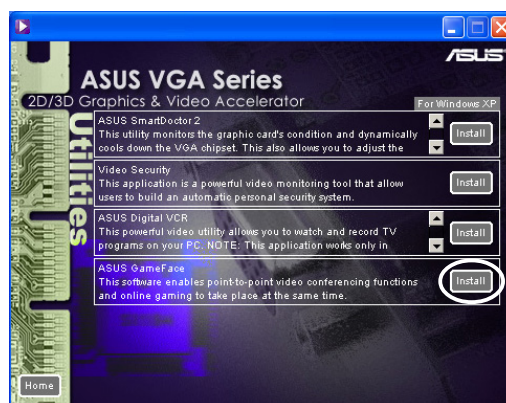 ASUS
ASUS VGA Series
2D/3D Graphics & Video Accelerator
For Windows XP
Utilities
ASUS SmartDoctor 2
This utility monitors the graphic card's condition and dynamically
cools down the VGA chipset. This also allows you to adjust the
Install
Video Security
This application is a powerful video monitoring tool that allow
users to build an automatic personal security system.
Install
ASUS Digital VCR
This powerful video utility allows you to watch and record TV
programs on your PC. NOTE: This application works only in
Install
ASUS GameFace
This software enables point-to-point video conferencing functions
and online gaming to take place at the same time.
Install
Home